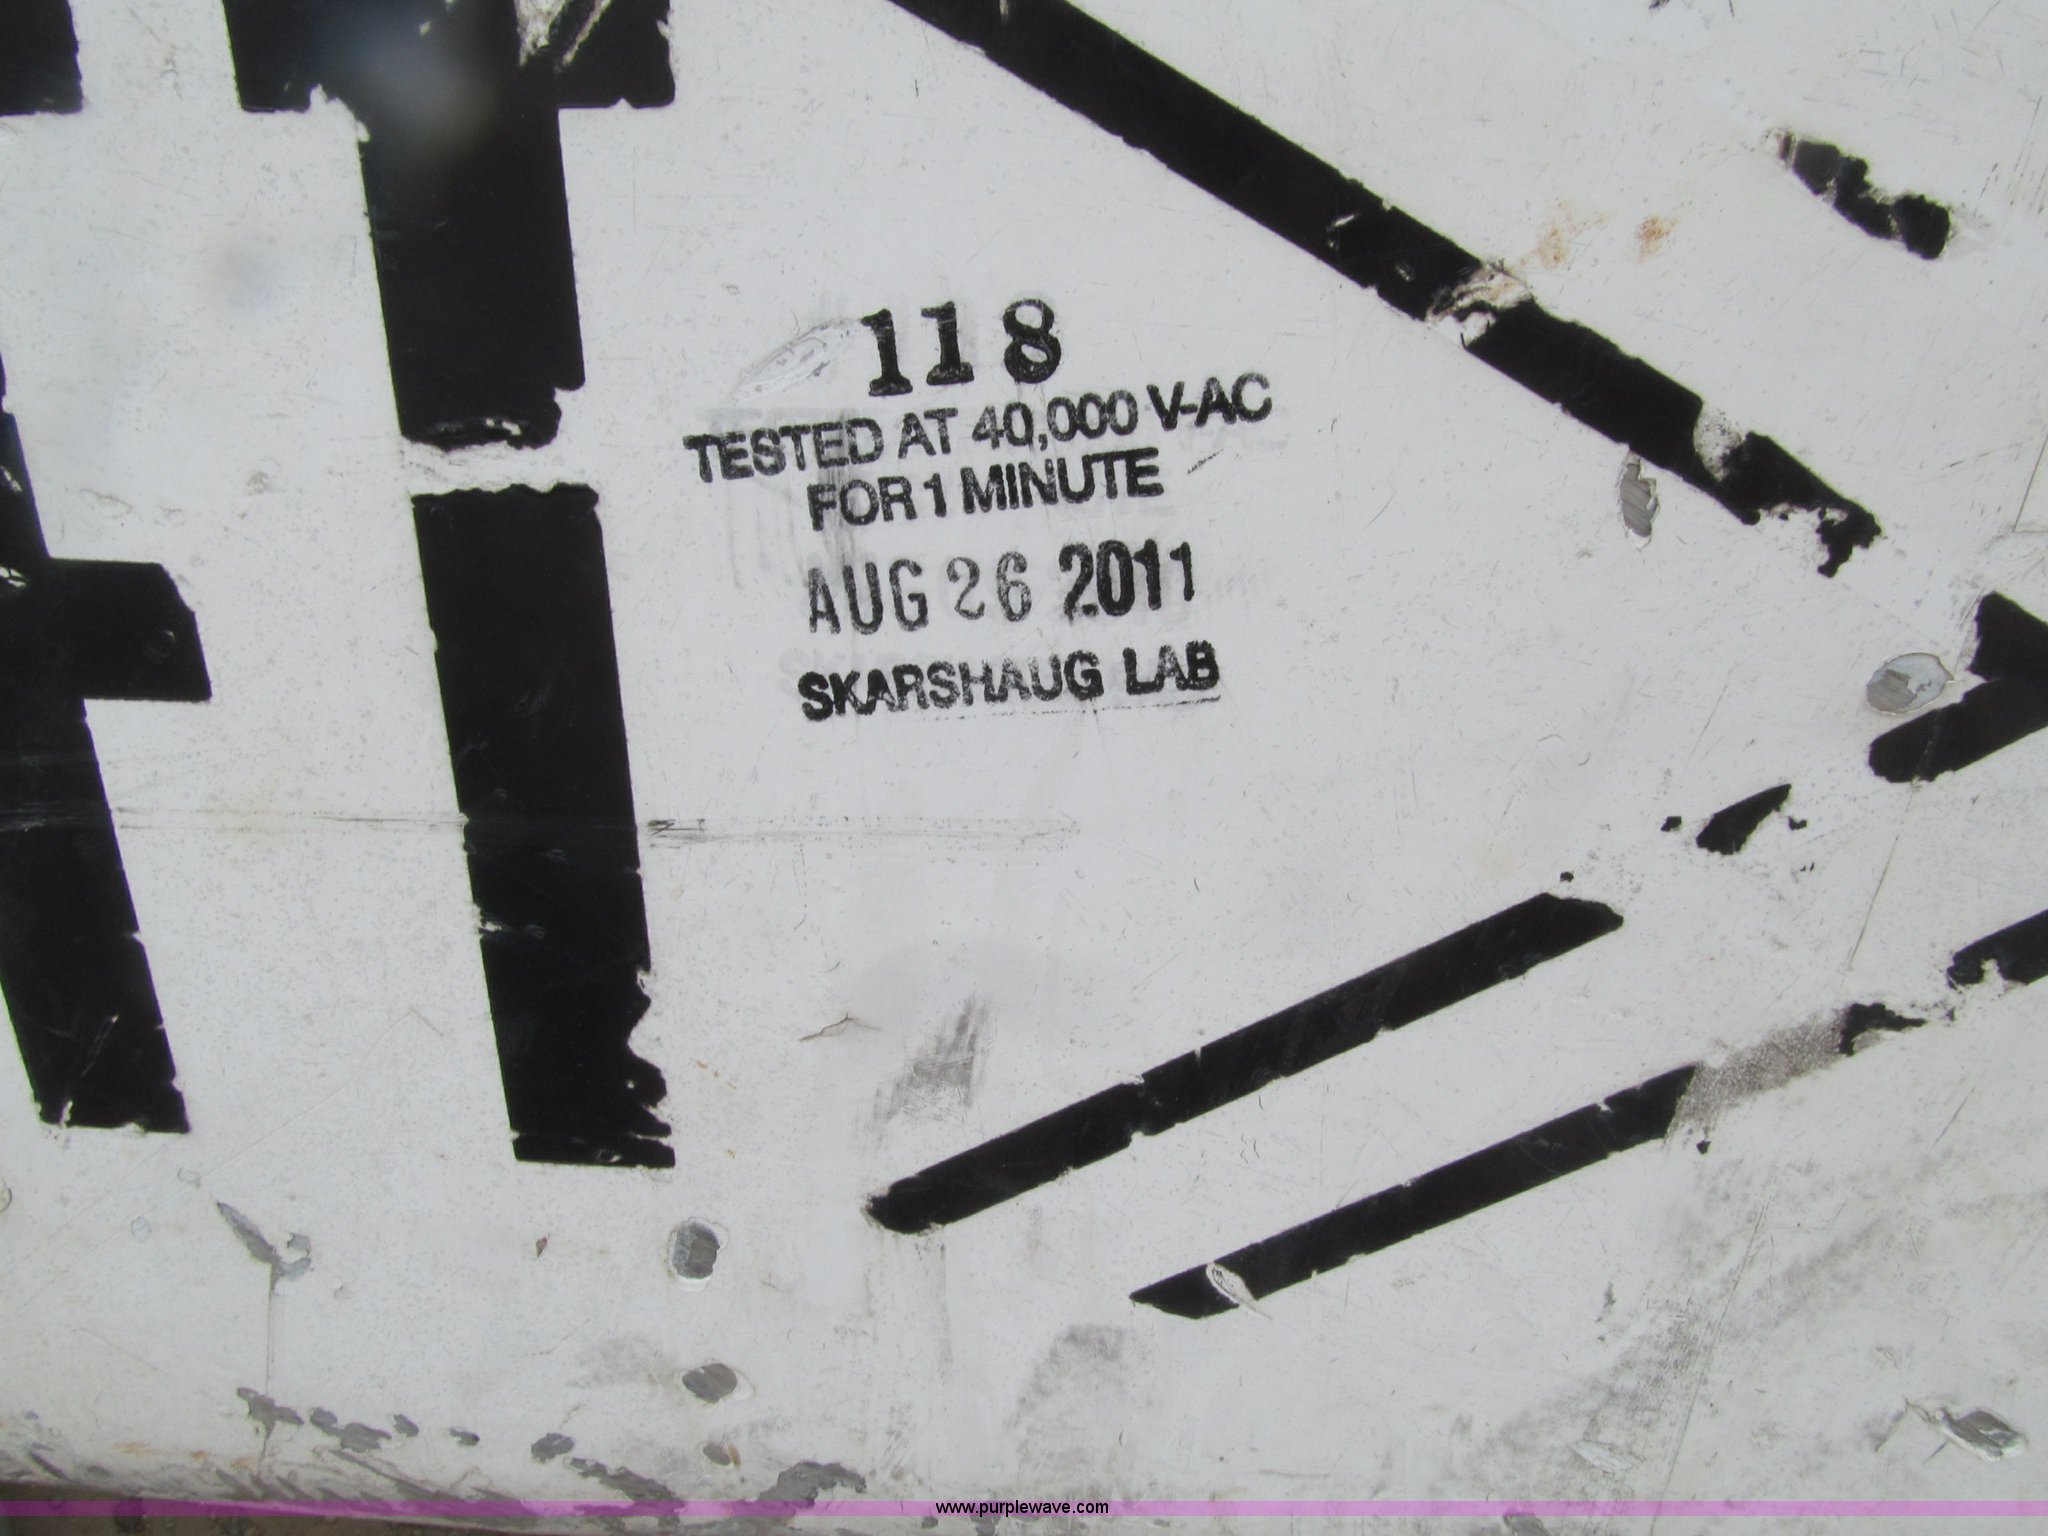 118
TESTED AT 40,000 V-AC
FOR 1 MINUTE
AUG 26 2011
SKARSHAUG LAB
www.purplewave.com